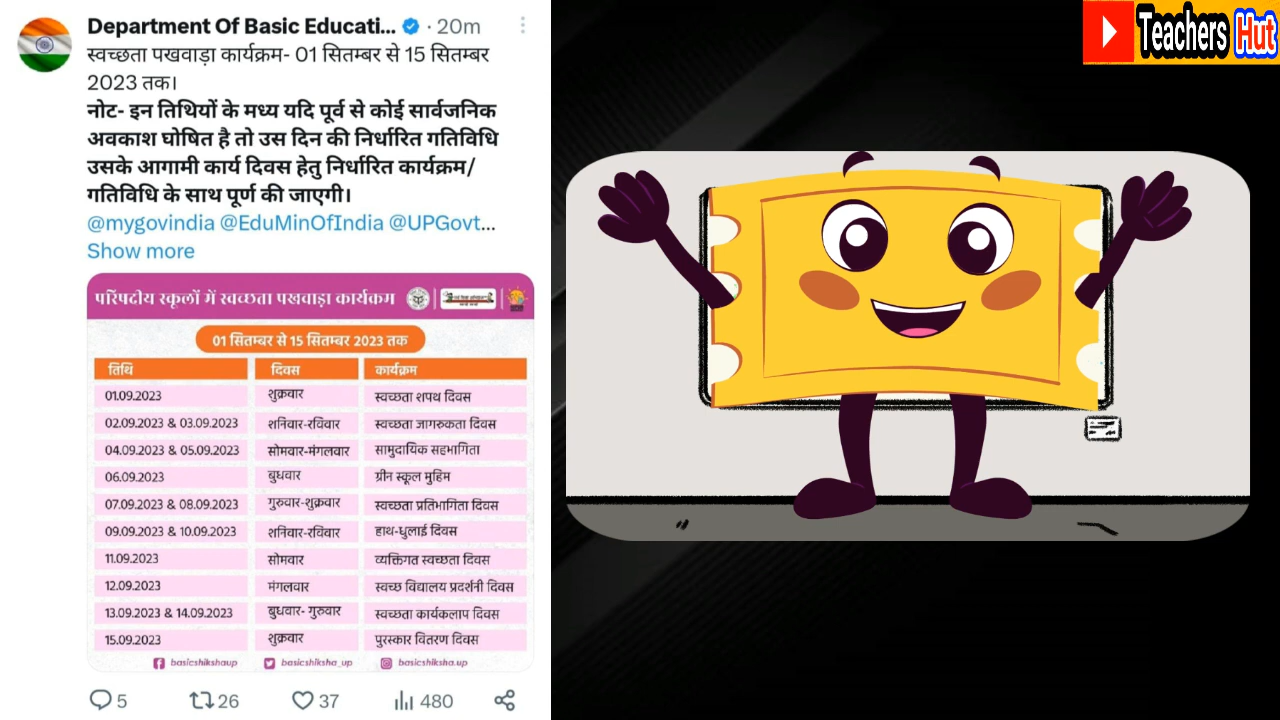 Department Of Basic Educati... · 20m
स्वच्छता पखवाड़ा कार्यक्रम- 01 सितम्बर से 15 सितम्बर
2023 तक।
नोट- इन तिथियों के मध्य यदि पूर्व से कोई सार्वजनिक
अवकाश घोषित है तो उस दिन की निर्धारित गतिविधि
उसके आगामी कार्य दिवस हेतु निर्धारित कार्यक्रम/
गतिविधि के साथ पूर्ण की जाएगी।
@mygovindia @EduMinOfIndia @UPGovt...
Show more
परिषदीय स्कूलों में स्वच्छता पखवाड़ा कार्यकम
01 सितम्बर से 15 सितम्बर 2023 तक
तिथि दिवस कार्यक्रम
01.09.2023 शुक्रवार स्वच्छता शपथ दिवस
02.09.2023 & 03.09.2023 शनिवार-रविवार स्वच्छता जागरुकता दिवस
04.09.2023 & 05.09.2023 सोमवार-मंगलवार सामुदायिक सहभागिता
06.09.2023 बुधवार ग्रीन स्कूल मुहिम
07.09.2023 & 08.09.2023 गुरुवार-शुक्रवार स्वच्छता प्रतिभागिता दिवस
09.09.2023 & 10.09.2023 शनिवार-रविवार हाथ-धुलाई दिवस
11.09.2023 सोमवार व्यक्तिगत स्वच्छता दिवस
12.09.2023 मंगलवार स्वच्छ विद्यालय प्रदर्शनी दिवस
13.09.2023 & 14.09.2023 बुधवार- गुरुवार स्वच्छता कार्यकलाप दिवस
15.09.2023 शुक्रवार पुरस्कार वितरण दिवस
basicshikshaup basicshiksha_up basicshiksha.up
5 26 37 480
Teachers Hut